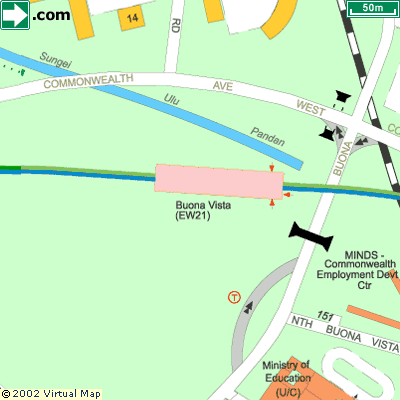 .com
50m
14
RD
Sungei
COMMONWEALTH
AVE
WEST
CO
Ulu
Pandan
BUONA
Buona Vista
(EW21)
MINDS -
Commonwealth
Employment Devt
Ctr
T
151
NTH BUONA VISTA
Ministry of
Education
(U/C)
© 2002 Virtual Map